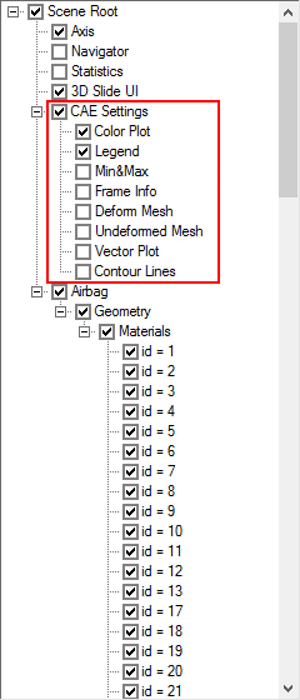 Scene Root
Axis
Navigator
Statistics
3D Slide UI
CAE Settings
Color Plot
Legend
Min&Max
Frame Info
Deform Mesh
Undeformed Mesh
Vector Plot
Contour Lines
Airbag
Geometry
Materials
id = 1
id = 2
id = 3
id = 4
id = 5
id = 6
id = 7
id = 8
id = 9
id = 10
id = 11
id = 12
id = 13
id = 17
id = 18
id = 19
id = 20
id = 21